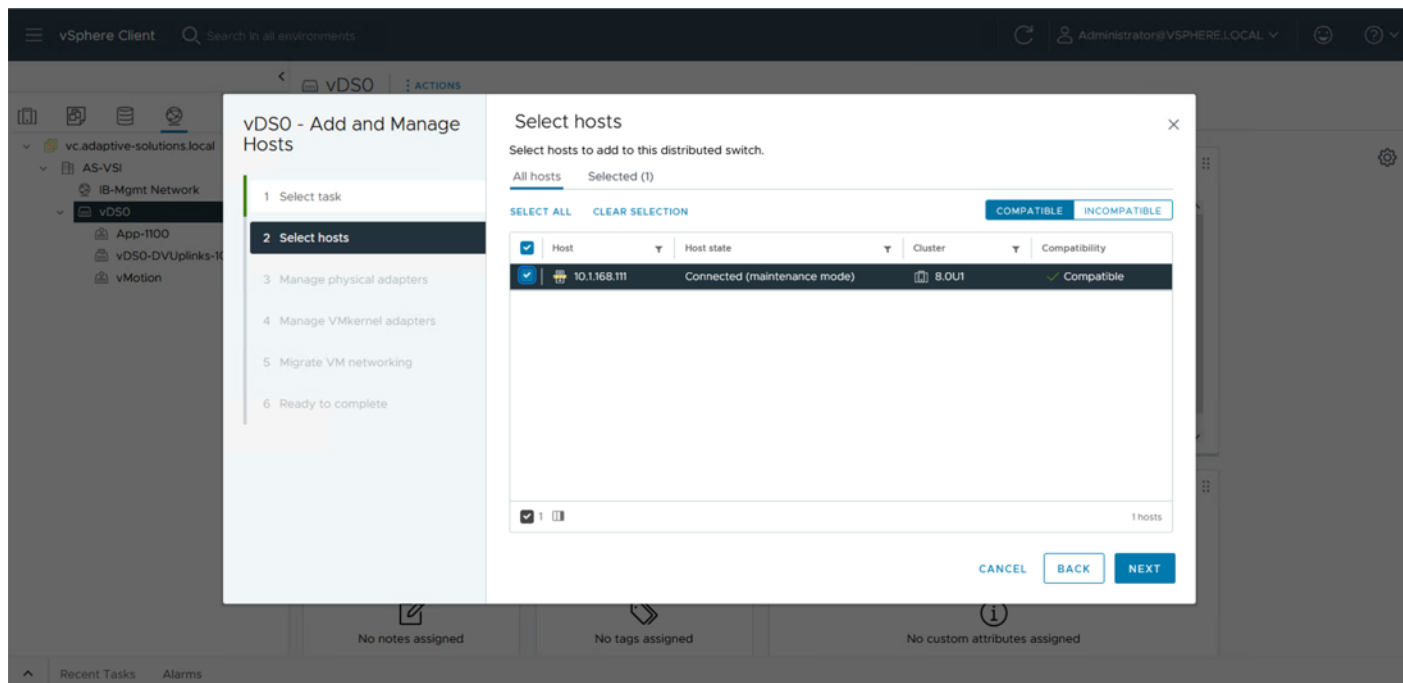 vSphere Client
Search in all environments
Administrator@VSPHERE.LOCAL
vDS0
ACTIONS
vc.adaptive-solutions.local
AS-VSI
IB-Mgmt Network
vDS0
App-1100
vDS0-DVUplinks-10
vMotion
vDS0 - Add and Manage
Hosts
1 Select task
2 Select hosts
3 Manage physical adapters
4 Manage VMkernel adapters
5 Migrate VM networking
6 Ready to complete
Select hosts
Select hosts to add to this distributed switch.
All hosts Selected (1)
SELECT ALL CLEAR SELECTION COMPATIBLE INCOMPATIBLE
Host Host state Cluster Compatibility
10.1.168.111 Connected (maintenance mode) 8.0U1 Compatible
1 1 hosts
CANCEL BACK NEXT
No notes assigned No tags assigned No custom attributes assigned
Recent Tasks Alarms